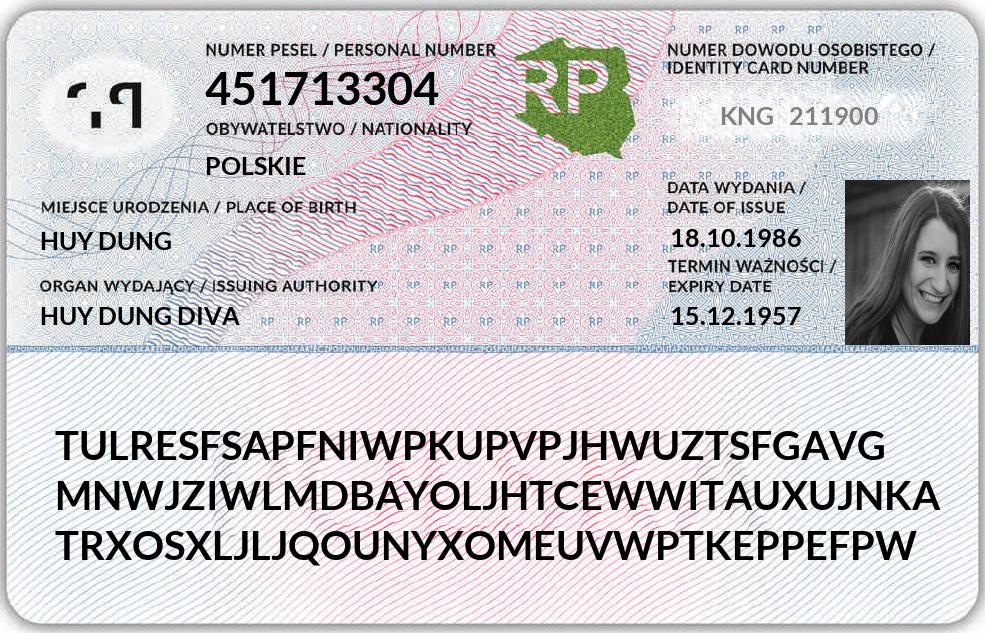 NUMER PESEL / PERSONAL NUMBER
451713304
OBYWATELSTWO / NATIONALITY
POLSKIE
MIEJSCE URODZENIA / PLACE OF BIRTH
HUY DUNG
ORGAN WYDAJĄCY / ISSUING AUTHORITY
HUY DUNG DIVA
RP
NUMER DOWODU OSOBISTEGO /
IDENTITY CARD NUMBER
KNG 211900
DATA WYDANIA /
DATE OF ISSUE
18.10.1986
TERMIN WAŻNOŚCI /
EXPIRY DATE
15.12.1957
TULRESFSAPFNIWPKUPVPJHWUZTSFGAVG
MNWJZIWLMDBAYOLJHTCEWWITAUXUJNKA
TRXOSXLJLJQOUNYXOMEUVWPTKEPPEFPW